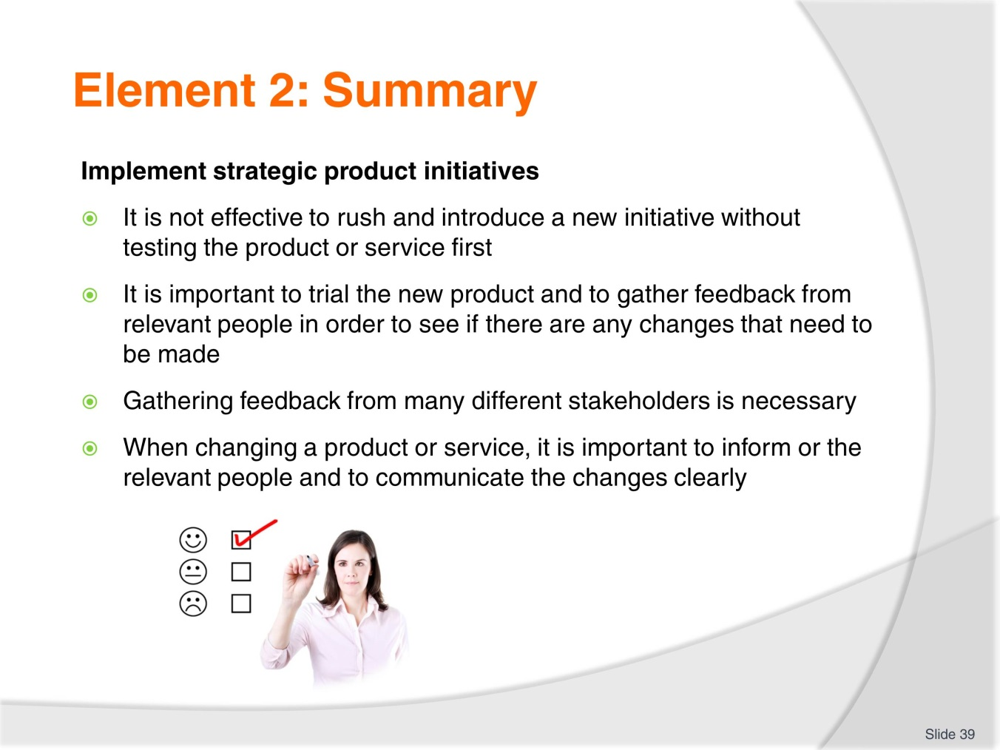 Element 2: Summary
Implement strategic product initiatives
It is not effective to rush and introduce a new initiative without
testing the product or service first
It is important to trial the new product and to gather feedback from
relevant people in order to see if there are any changes that need to
be made
Gathering feedback from many different stakeholders is necessary
When changing a product or service, it is important to inform or the
relevant people and to communicate the changes clearly
Slide 39